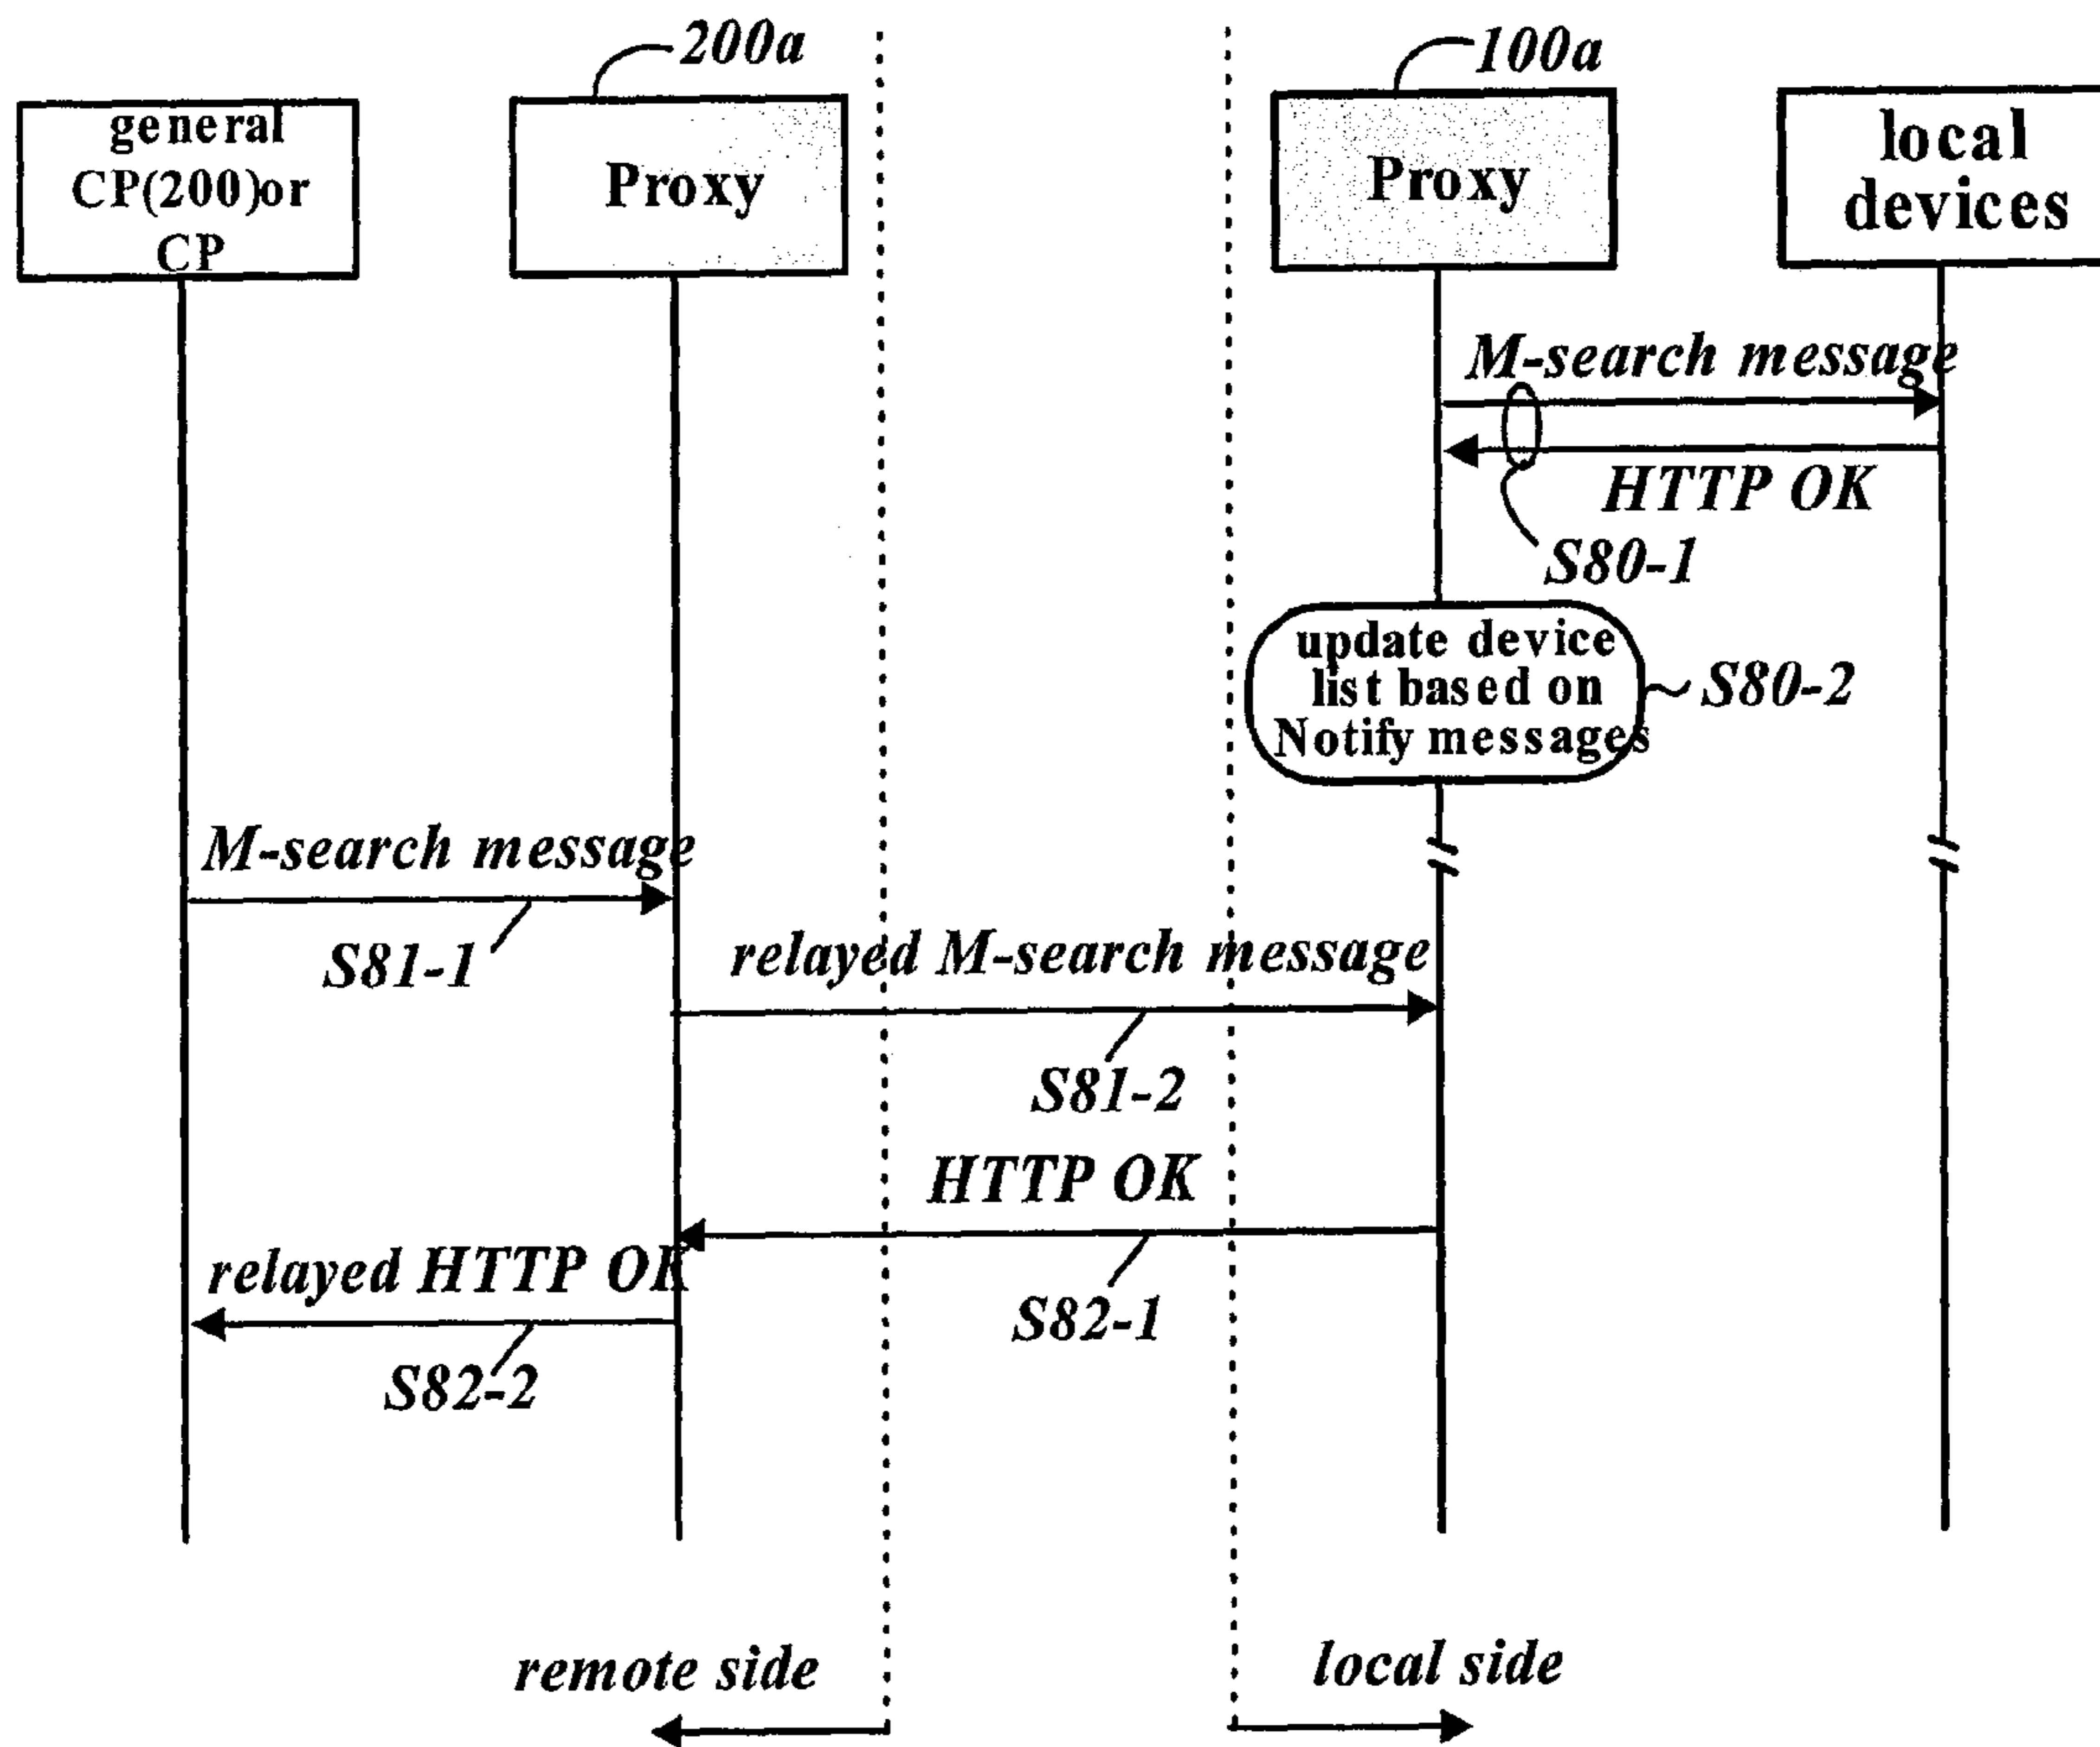 200a
100a
general
CP(200)or
CP
Proxy
Proxy
local
devices
M-search message
HTTP OK
S80-1
update device
list based on
Notify messages
S80-2
M-search message
S81-1
relayed M-search message
S81-2
HTTP OK
S82-1
relayed HTTP OK
S82-2
remote side
local side